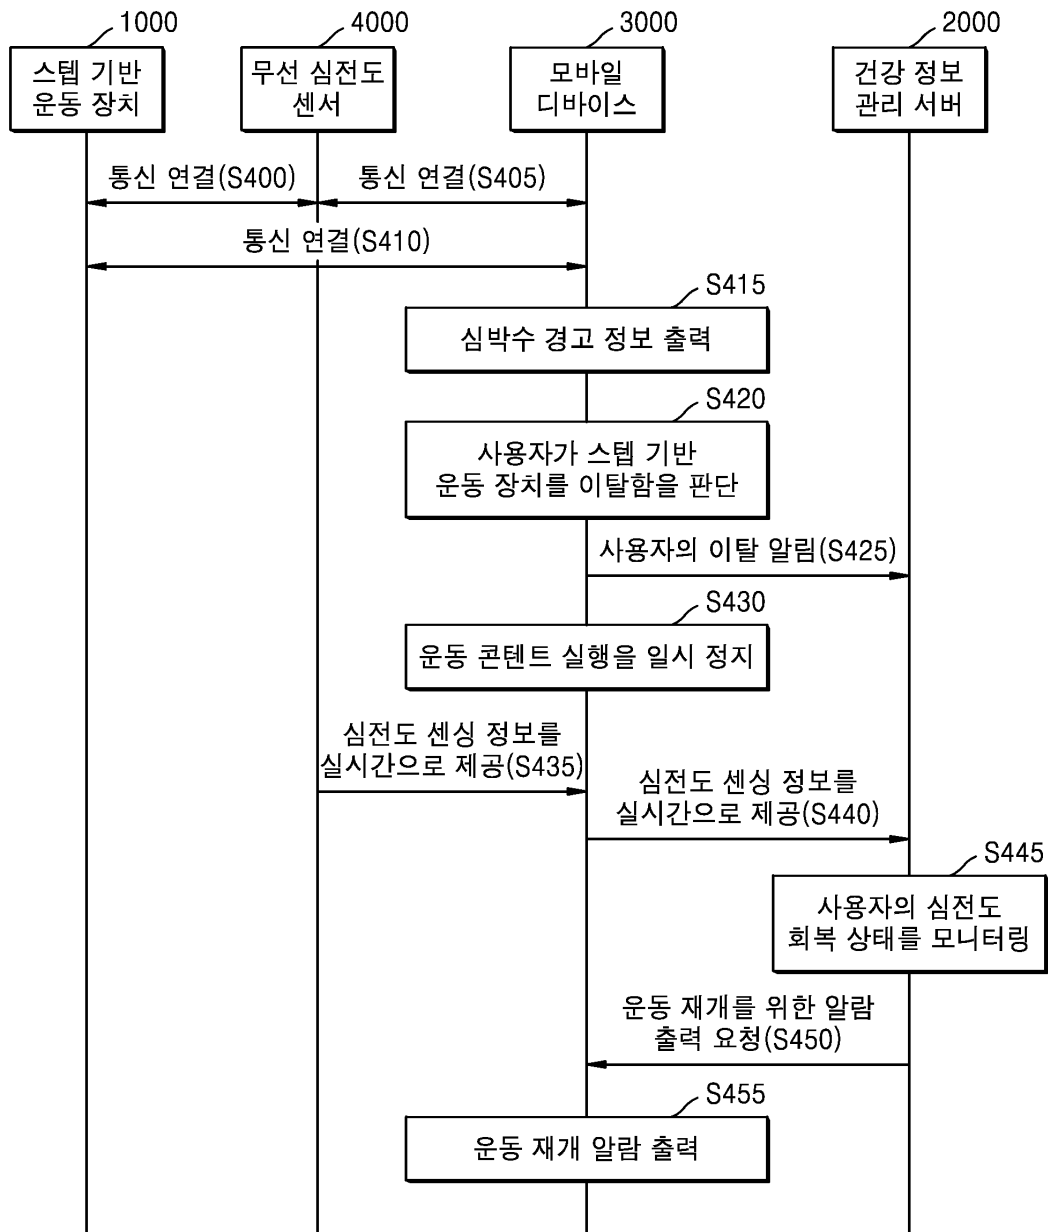 1000
4000
3000
2000
스텝 기반
운동 장치
무선 심전도
센서
모바일
디바이스
건강 정보
관리 서버
통신 연결(S400)
통신 연결(S405)
통신 연결(S410)
S415
심박수 경고 정보 출력
S420
사용자가 스텝 기반
운동 장치를 이탈함을 판단
사용자의 이탈 알림(S425)
S430
운동 콘텐트 실행을 일시 정지
심전도 센싱 정보를
실시간으로 제공(S435)
심전도 센싱 정보를
실시간으로 제공(S440)
S445
사용자의 심전도
회복 상태를 모니터링
운동 재개를 위한 알람
출력 요청(S450)
S455
운동 재개 알람 출력